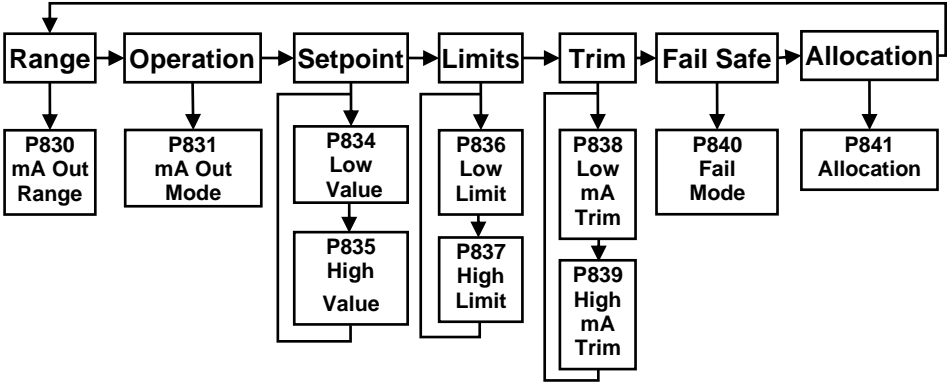 Range
Operation
Setpoint
Limits
Trim
Fail Safe
Allocation
P830
mA Out
Range
P831
mA Out
Mode
P834
Low
Value
P835
High
Value
P836
Low
Limit
P837
High
Limit
P838
Low
mA
Trim
P839
High
mA
Trim
P840
Fail
Mode
P841
Allocation